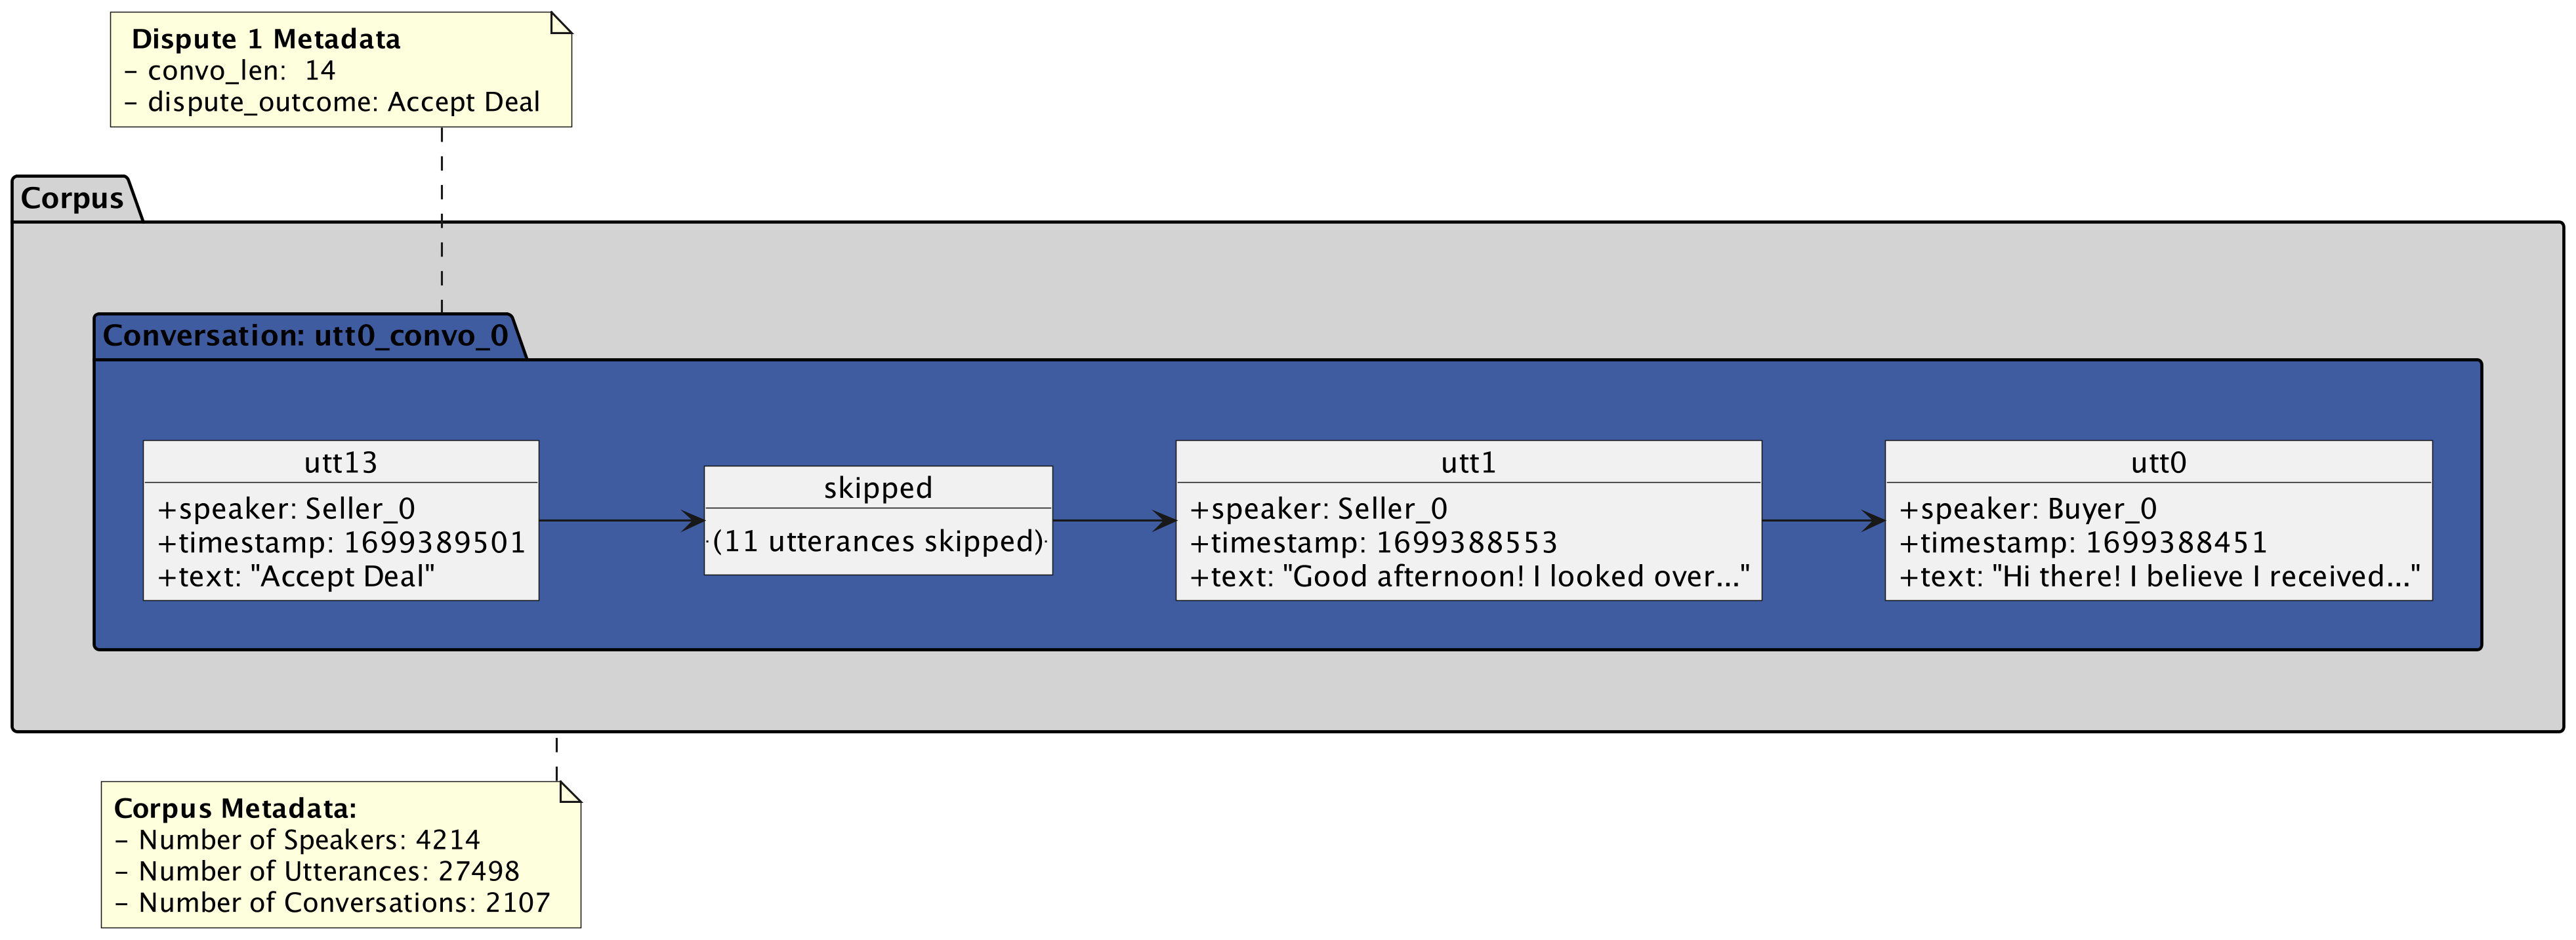 Dispute 1 Metadata
- convo_len:  14
- dispute_outcome: Accept Deal
Corpus
Conversation: utt0_convo_0
utt13
+speaker: Seller_0
+timestamp: 1699389501
+text: "Accept Deal"
skipped
(11 utterances skipped)
utt1
+speaker: Seller_0
+timestamp: 1699388553
+text: "Good afternoon! I looked over..."
utt0
+speaker: Buyer_0
+timestamp: 1699388451
+text: "Hi there! I believe I received..."
Corpus Metadata:
- Number of Speakers: 4214
- Number of Utterances: 27498
- Number of Conversations: 2107